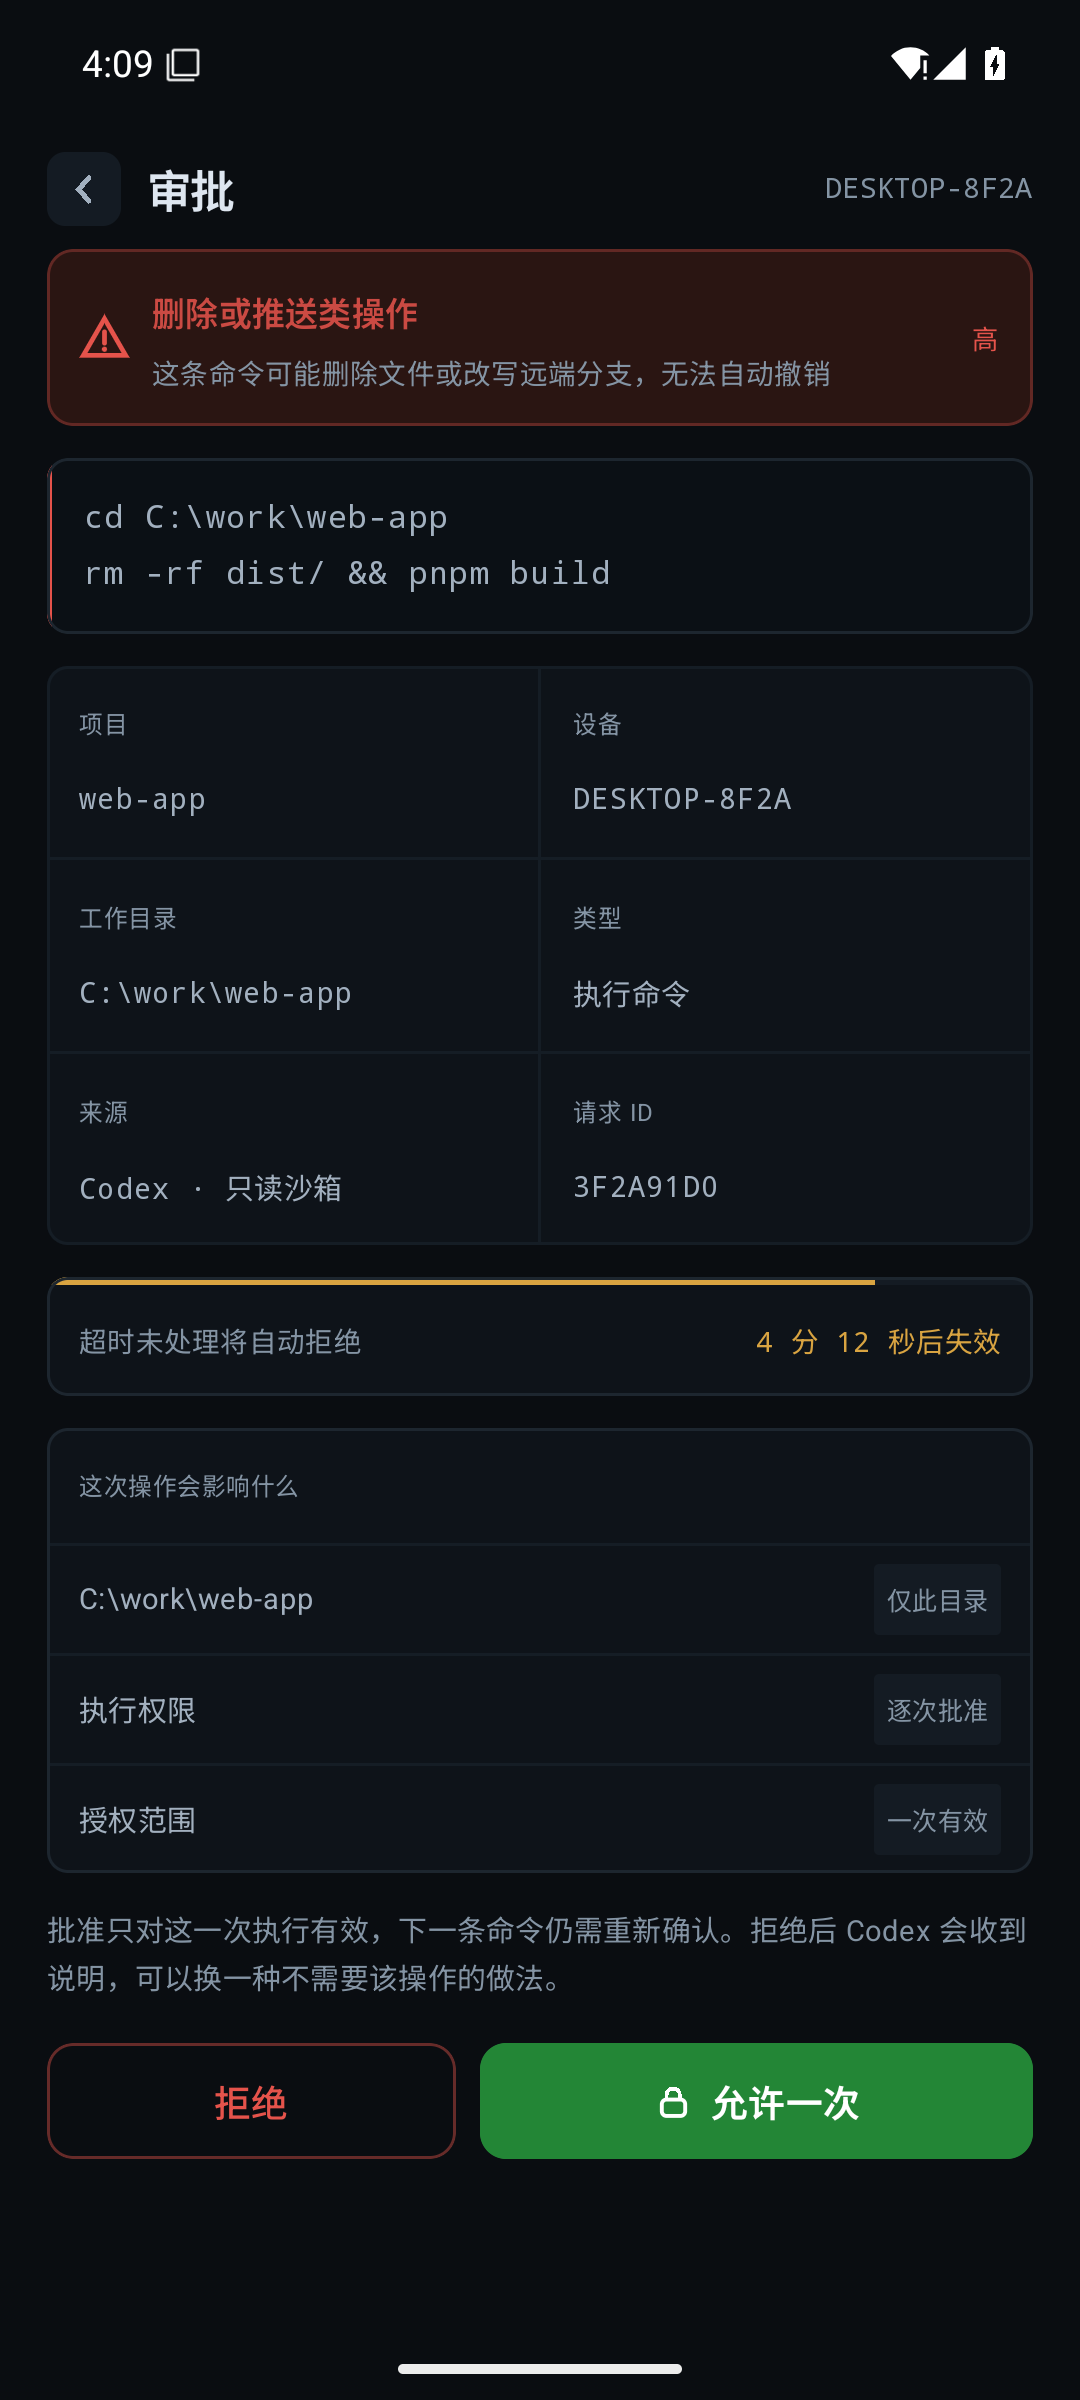 4:09
审批
DESKTOP-8F2A
删除或推送类操作
这条命令可能删除文件或改写远端分支，无法自动撤销
高
cd C:\work\web-app
rm -rf dist/ && pnpm build
项目
设备
web-app
DESKTOP-8F2A
工作目录
类型
C:\work\web-app
执行命令
来源
请求 ID
Codex · 只读沙箱
3F2A91D0
超时未处理将自动拒绝
4 分 12 秒后失效
这次操作会影响什么
C:\work\web-app
仅此目录
执行权限
逐次批准
授权范围
一次有效
批准只对这一次执行有效，下一条命令仍需重新确认。拒绝后 Codex 会收到
说明，可以换一种不需要该操作的做法。
拒绝
允许一次